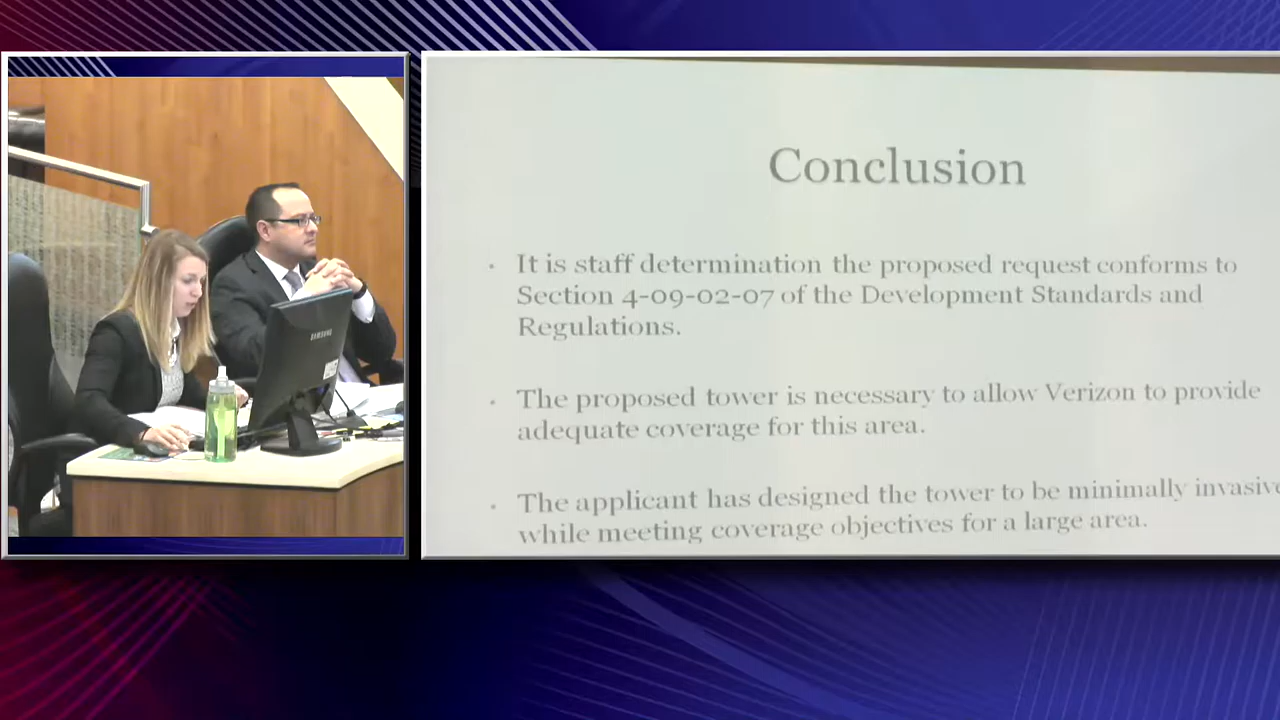 Conclusion
• It is staff determination the proposed request conforms to
Section 4-09-02-07 of the Development Standards and
Regulations.
• The proposed tower is necessary to allow Verizon to provide
adequate coverage for this area.
• The applicant has designed the tower to be minimally invasive
while meeting coverage objectives for a large area.
SAMSUNG